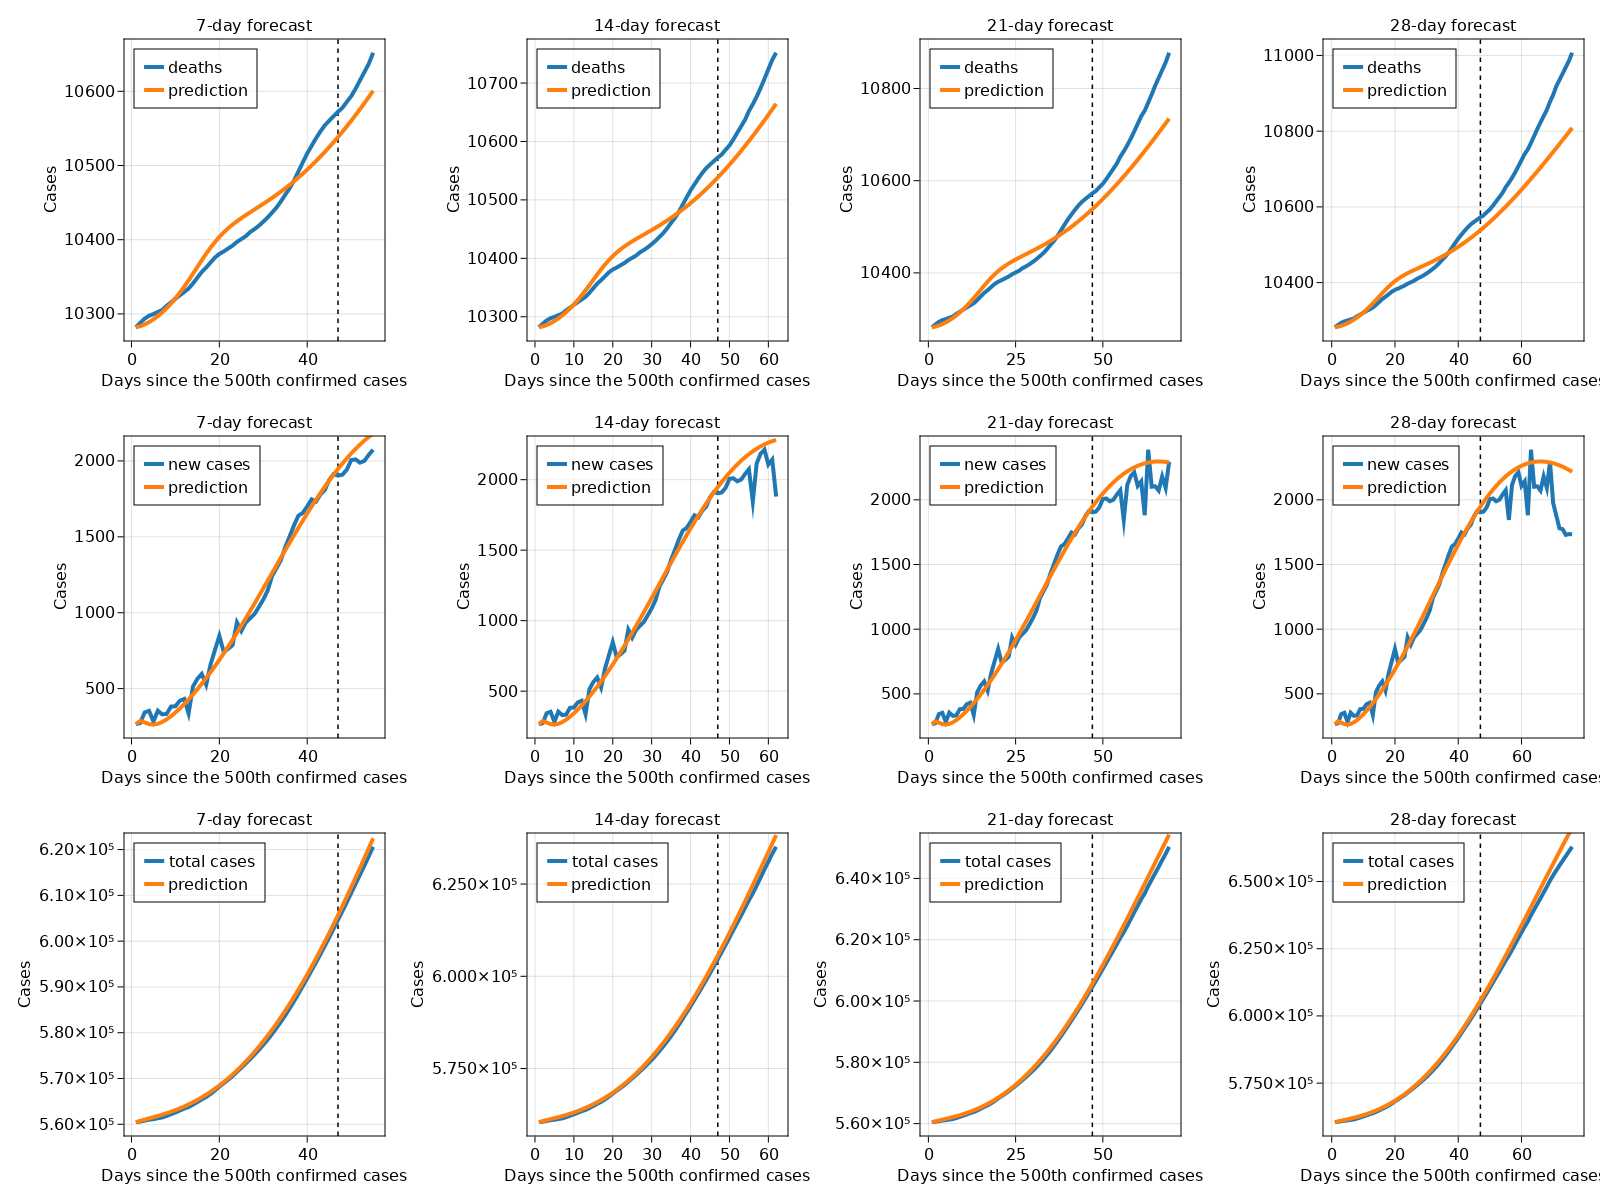 7-day forecast
14-day forecast
21-day forecast
28-day forecast
deaths
prediction
10600
10500
10400
10300
Cases
0
20
40
Days since the 500th confirmed cases
deaths
prediction
10700
10600
10500
10400
10300
Cases
0
10
20
30
40
50
60
Days since the 500th confirmed cases
deaths
prediction
10800
10600
10400
Cases
0
25
50
Days since the 500th confirmed cases
deaths
prediction
11000
10800
10600
10400
Cases
0
20
40
60
Days since the 500th confirmed cases
7-day forecast
14-day forecast
21-day forecast
28-day forecast
new cases
prediction
2000
1500
1000
500
Cases
0
20
40
Days since the 500th confirmed cases
new cases
prediction
2000
1500
1000
500
Cases
0
10
20
30
40
50
60
Days since the 500th confirmed cases
new cases
prediction
2000
1500
1000
500
Cases
0
25
50
Days since the 500th confirmed cases
new cases
prediction
2000
1500
1000
500
Cases
0
20
40
60
Days since the 500th confirmed cases
7-day forecast
14-day forecast
21-day forecast
28-day forecast
total cases
prediction
6.20×10⁵
6.10×10⁵
6.00×10⁵
5.90×10⁵
5.80×10⁵
5.70×10⁵
5.60×10⁵
Cases
0
20
40
Days since the 500th confirmed cases
total cases
prediction
6.250×10⁵
6.000×10⁵
5.750×10⁵
Cases
0
10
20
30
40
50
60
Days since the 500th confirmed cases
total cases
prediction
6.40×10⁵
6.20×10⁵
6.00×10⁵
5.80×10⁵
5.60×10⁵
Cases
0
25
50
Days since the 500th confirmed cases
total cases
prediction
6.500×10⁵
6.250×10⁵
6.000×10⁵
5.750×10⁵
Cases
0
20
40
60
Days since the 500th confirmed cases